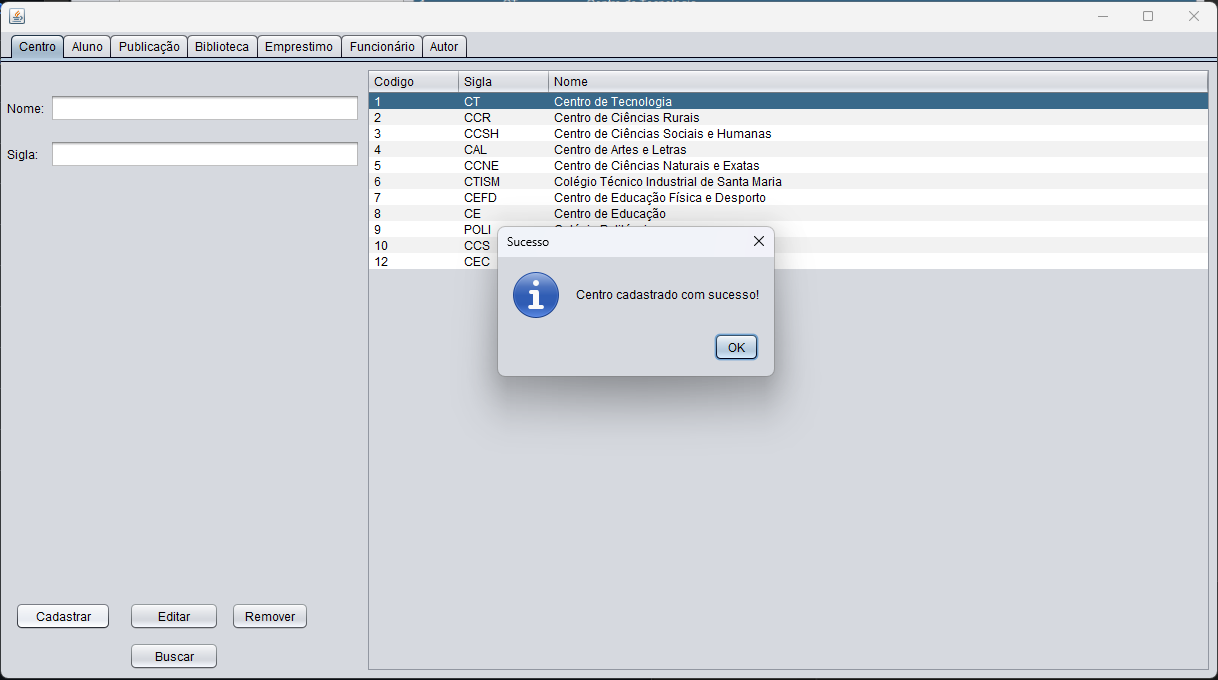 Centro Aluno Publicação Biblioteca Emprestimo Funcionário Autor
Nome:
Sigla:
Codigo Sigla Nome
1 CT Centro de Tecnologia
2 CCR Centro de Ciências Rurais
3 CCSH Centro de Ciências Sociais e Humanas
4 CAL Centro de Artes e Letras
5 CCNE Centro de Ciências Naturais e Exatas
6 CTISM Colégio Técnico Industrial de Santa Maria
7 CEFD Centro de Educação Física e Desporto
8 CE Centro de Educação
9 POLI
10 CCS
12 CEC
Sucesso
Centro cadastrado com sucesso!
OK
Cadastrar Editar Remover
Buscar